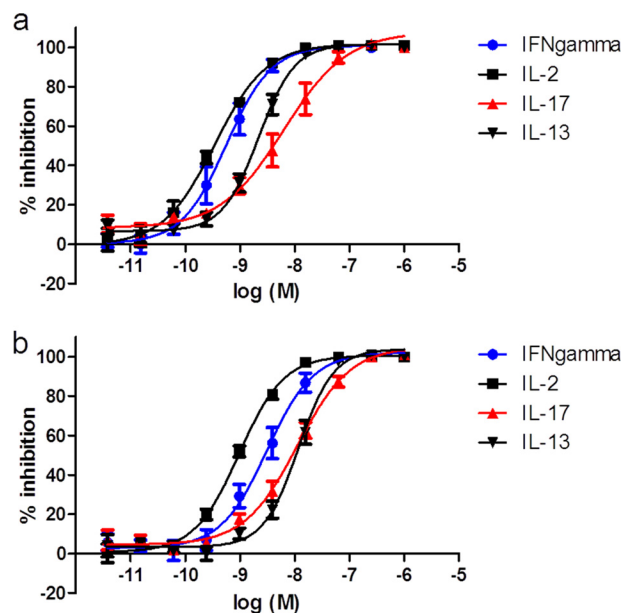 a
100
80
60
40
20
0
-20
% inhibition
-11 -10 -9 -8 -7 -6 -5
log (M)
IFNgamma
IL-2
IL-17
IL-13
b
100
80
60
40
20
0
-20
% inhibition
-11 -10 -9 -8 -7 -6 -5
log (M)
IFNgamma
IL-2
IL-17
IL-13